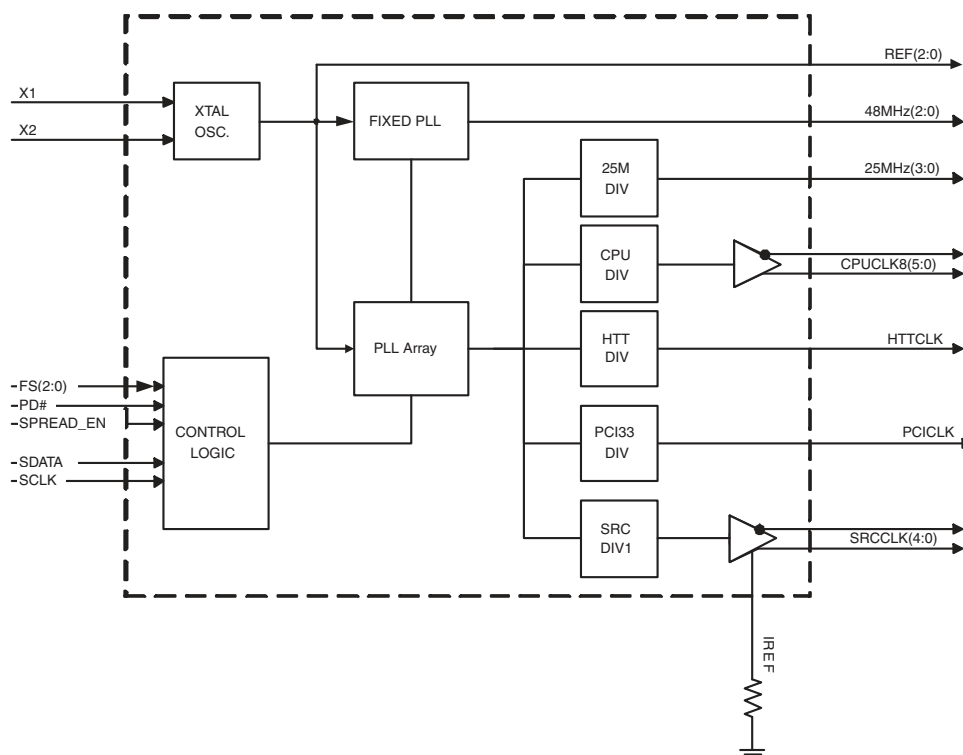 REF(2:0)
X1
XTAL
OSC.
FIXED PLL
48MHz(2:0)
X2
25M
DIV
25MHz(3:0)
CPU
DIV
CPUCLK8(5:0)
PLL Array
HTT
DIV
HTTCLK
FS(2:0)
PD#
SPREAD_EN
SDATA
SCLK
CONTROL
LOGIC
PCI33
DIV
PCICLK
SRC
DIV1
SRCCLK(4:0)
IREF